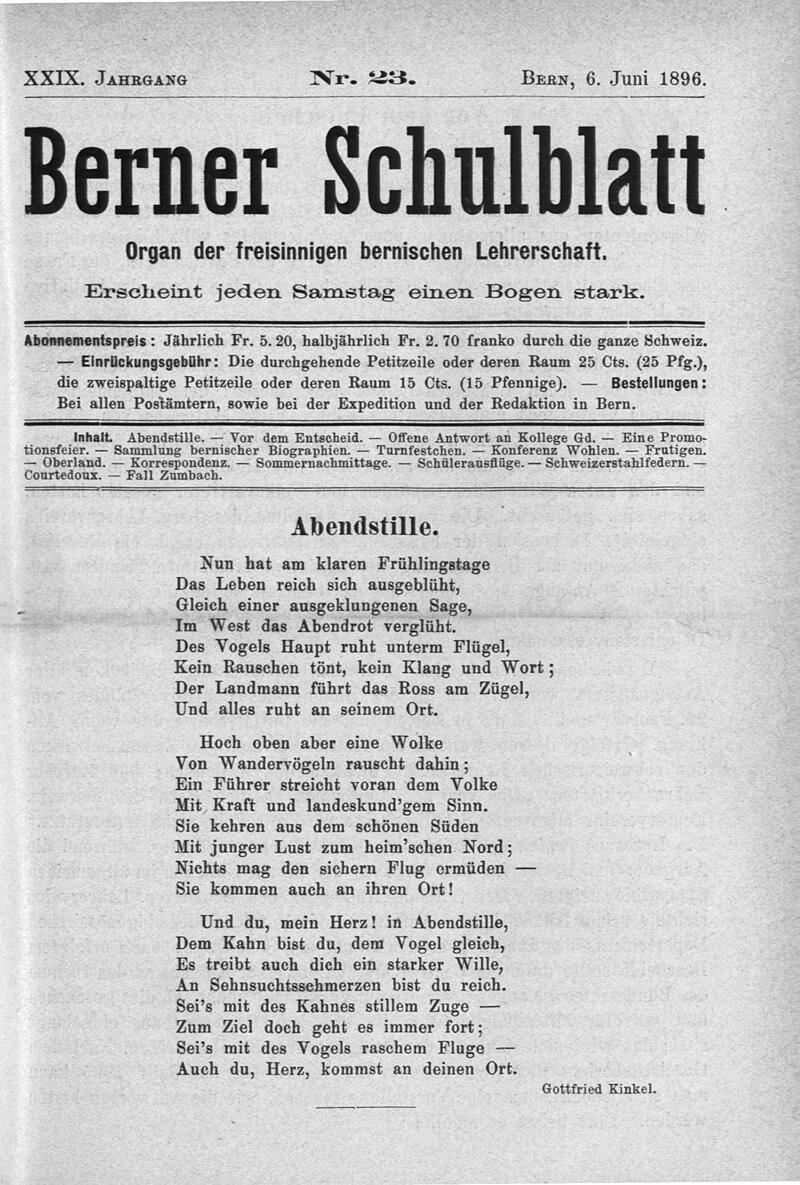 XXIX. JAHRGANG Nr. 23. BERN, 6. Juni 1896.
Berner Schulblatt
Organ der freisinnigen bernischen Lehrerschaft.
Erscheint jeden Samstag einen Bogen stark.
Abonnementspreis: Jährlich Fr. 5. 20, halbjährlich Fr. 2. 70 franko durch die ganze Schweiz.
— Einrückungsgebühr: Die durchgehende Petitzeile oder deren Raum 25 Cts. (25 Pfg.),
die zweispaltige Petitzeile oder deren Raum 15 Cts. (15 Pfennige). — Bestellungen:
Bei allen Postämtern, sowie bei der Expedition und der Redaktion in Bern.
Inhalt. Abendstille. — Vor dem Entscheid. — Offene Antwort an Kollege Gd. — Eine Promo-
tionsfeier. — Sammlung bernischer Biographien. — Turnfestchen. — Konferenz Wohlen. — Frutigen.
— Oberland. — Korrespondenz. — Sommernachmittage. — Schülerausflüge. — Schweizerstahlfedern. —
Courtedoux. — Fall Zumbach.
Abendstille.
Nun hat am klaren Frühlingstage
Das Leben reich sich ausgeblüht,
Gleich einer ausgeklungenen Sage,
Im West das Abendrot verglüht.
Des Vogels Haupt ruht unterm Flügel,
Kein Rauschen tönt, kein Klang und Wort;
Der Landmann führt das Ross am Zügel,
Und alles ruht an seinem Ort.
Hoch oben aber eine Wolke
Von Wandervögeln rauscht dahin;
Ein Führer streicht voran dem Volke
Mit Kraft und landeskund'gem Sinn.
Sie kehren aus dem schönen Süden
Mit junger Lust zum heim'schen Nord;
Nichts mag den sichern Flug ermüden —
Sie kommen auch an ihren Ort!
Und du, mein Herz! in Abendstille,
Dem Kahn bist du, dem Vogel gleich,
Es treibt auch dich ein starker Wille,
An Sehnsuchtsschmerzen bist du reich.
Sei's mit des Kahnes stillem Zuge —
Zum Ziel doch geht es immer fort;
Sei's mit des Vogels raschem Fluge —
Auch du, Herz, kommst an deinen Ort.
Gottfried Kinkel.